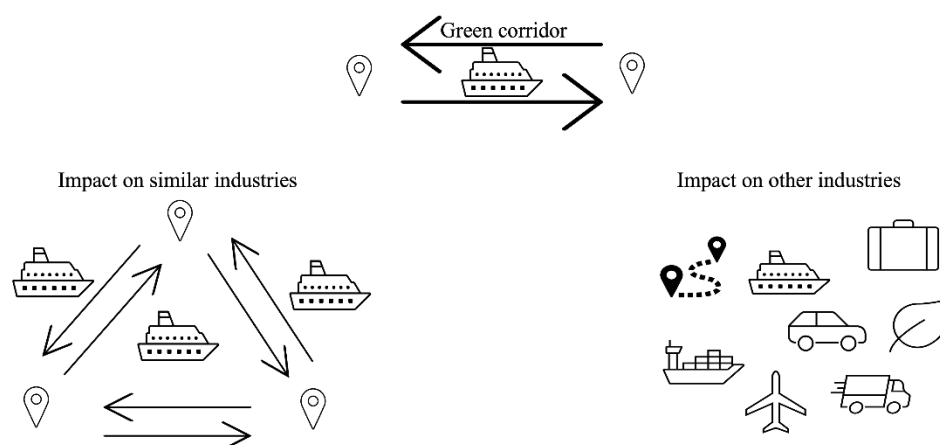 Green corridor
Impact on similar industries
Impact on other industries